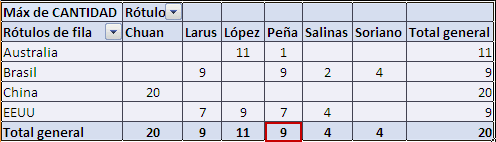 Máx de CANTIDAD Rótulo
Rótulos de fila Chuan Larus López Peña Salinas Soriano Total general
Australia 11 1 11
Brasil 9 9 2 4 9
China 20 20
EEUU 7 9 7 4 9
Total general 20 9 11 9 4 4 20